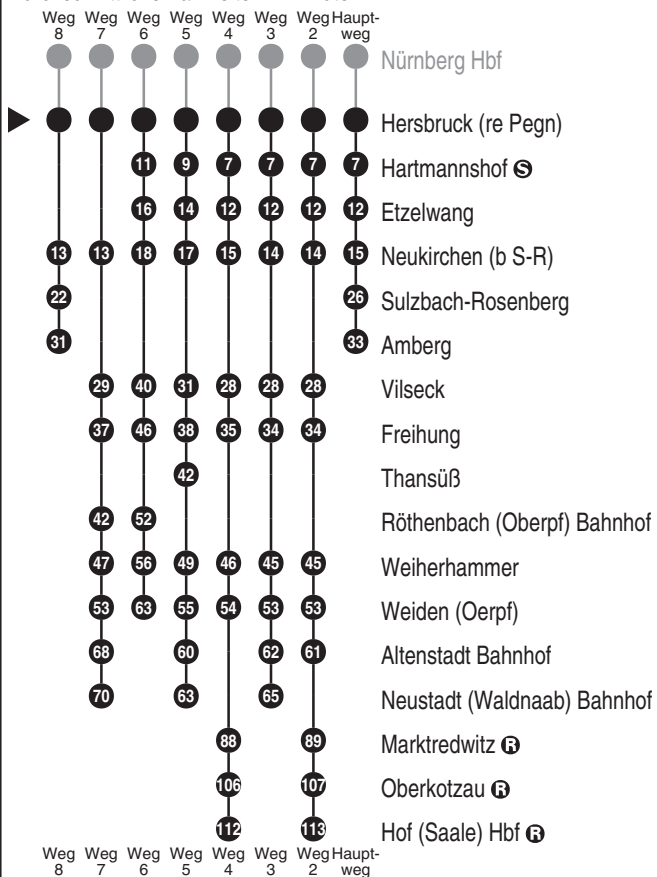 Weg Weg Weg Weg Weg Weg Weg Haupt-
8 7 6 5 4 3 2 weg
Nürnberg Hbf
Hersbruck (re Pegn)
11 9 7 7 7 7 Hartmannshof S
16 14 12 12 12 12 Etzelwang
13 13 18 17 15 14 14 15 Neukirchen (b S-R)
22 26 Sulzbach-Rosenberg
31 33 Amberg
29 40 31 28 28 28 Vilseck
37 46 38 35 34 34 Freihung
42 Thansüß
42 52 Röthenbach (Oberpf) Bahnhof
47 56 49 46 45 45 Weiherhammer
53 63 55 54 53 53 Weiden (Oerpf)
68 60 62 61 Altenstadt Bahnhof
70 63 65 Neustadt (Waldnaab) Bahnhof
88 89 Marktredwitz R
106 107 Oberkotzau R
112 113 Hof (Saale) Hbf R
Weg Weg Weg Weg Weg Weg Weg Haupt-
8 7 6 5 4 3 2 weg